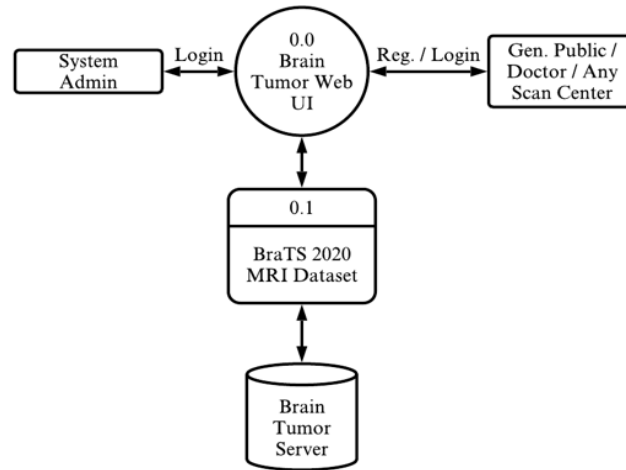 System
Admin
Login
0.0
Brain
Tumor Web
UI
Reg. / Login
Gen. Public /
Doctor / Any
Scan Center
0.1
BraTS 2020
MRI Dataset
Brain
Tumor
Server